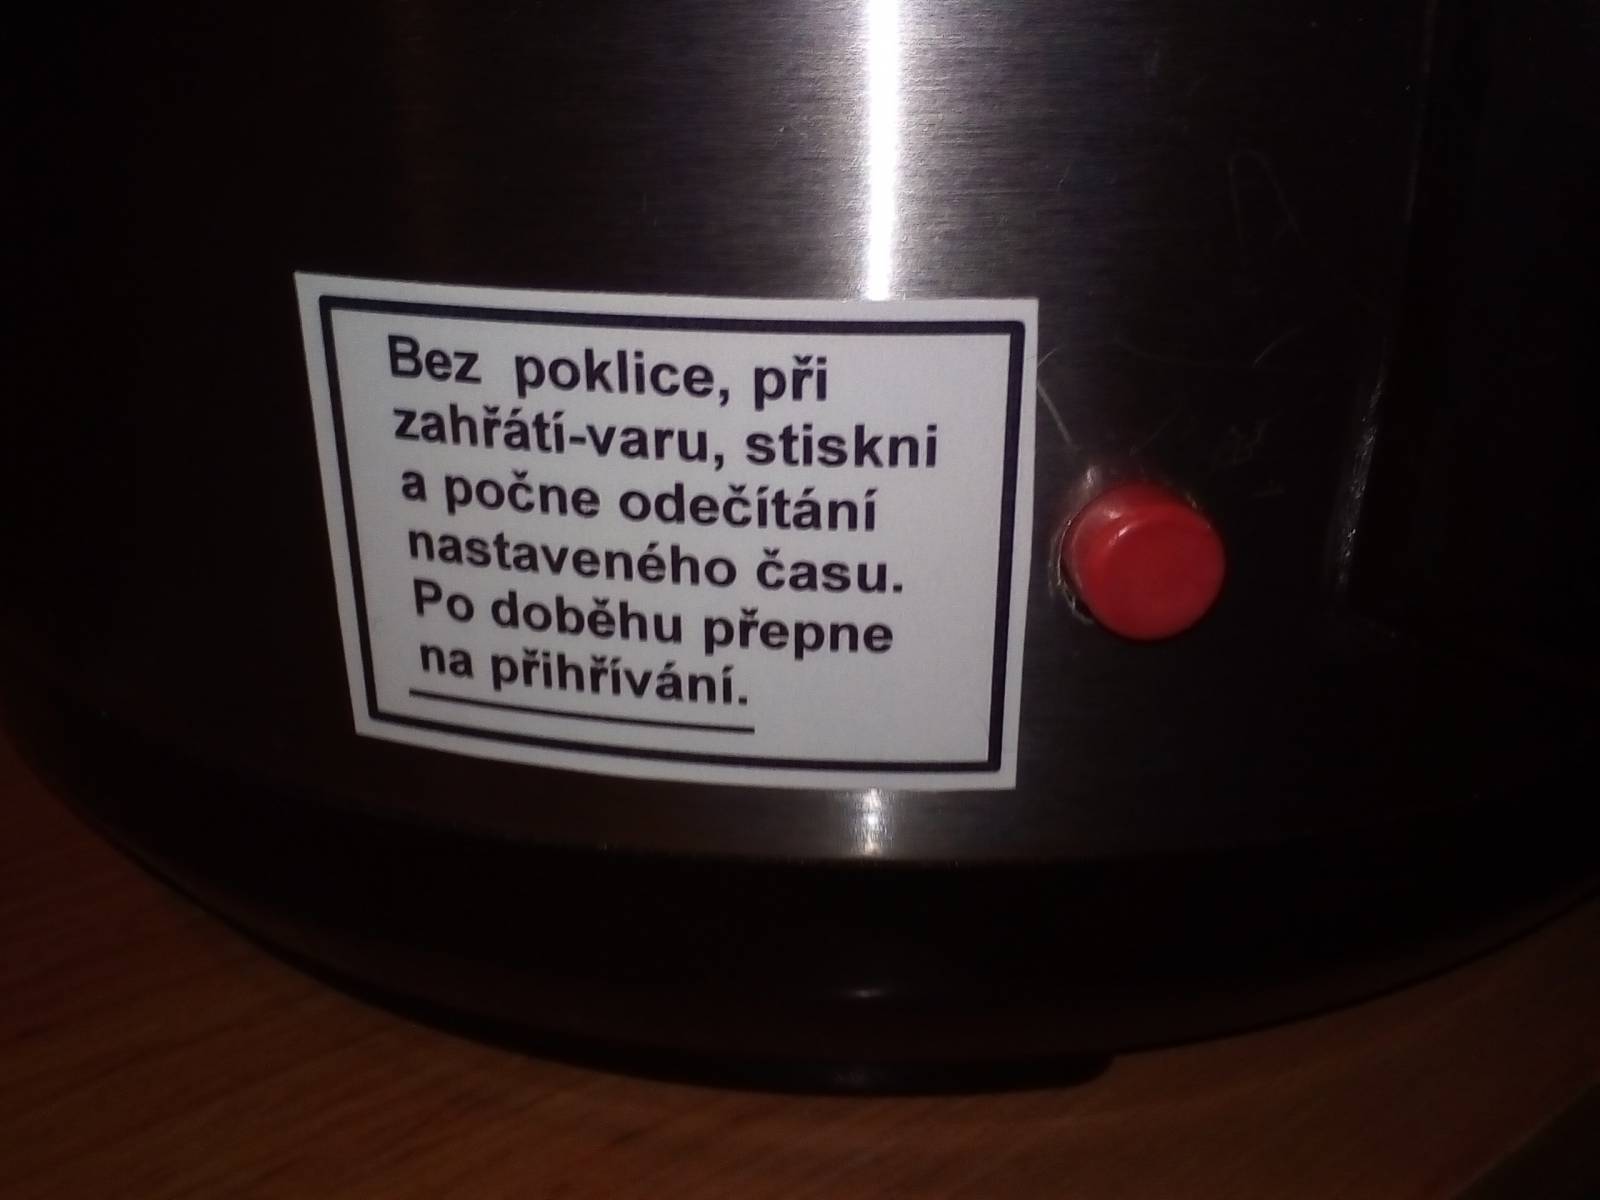 Bez poklice, při
zahřátí-varu, stiskni
a počne odečítání
nastaveného času.
Po doběhu přepne
na přihřívání.